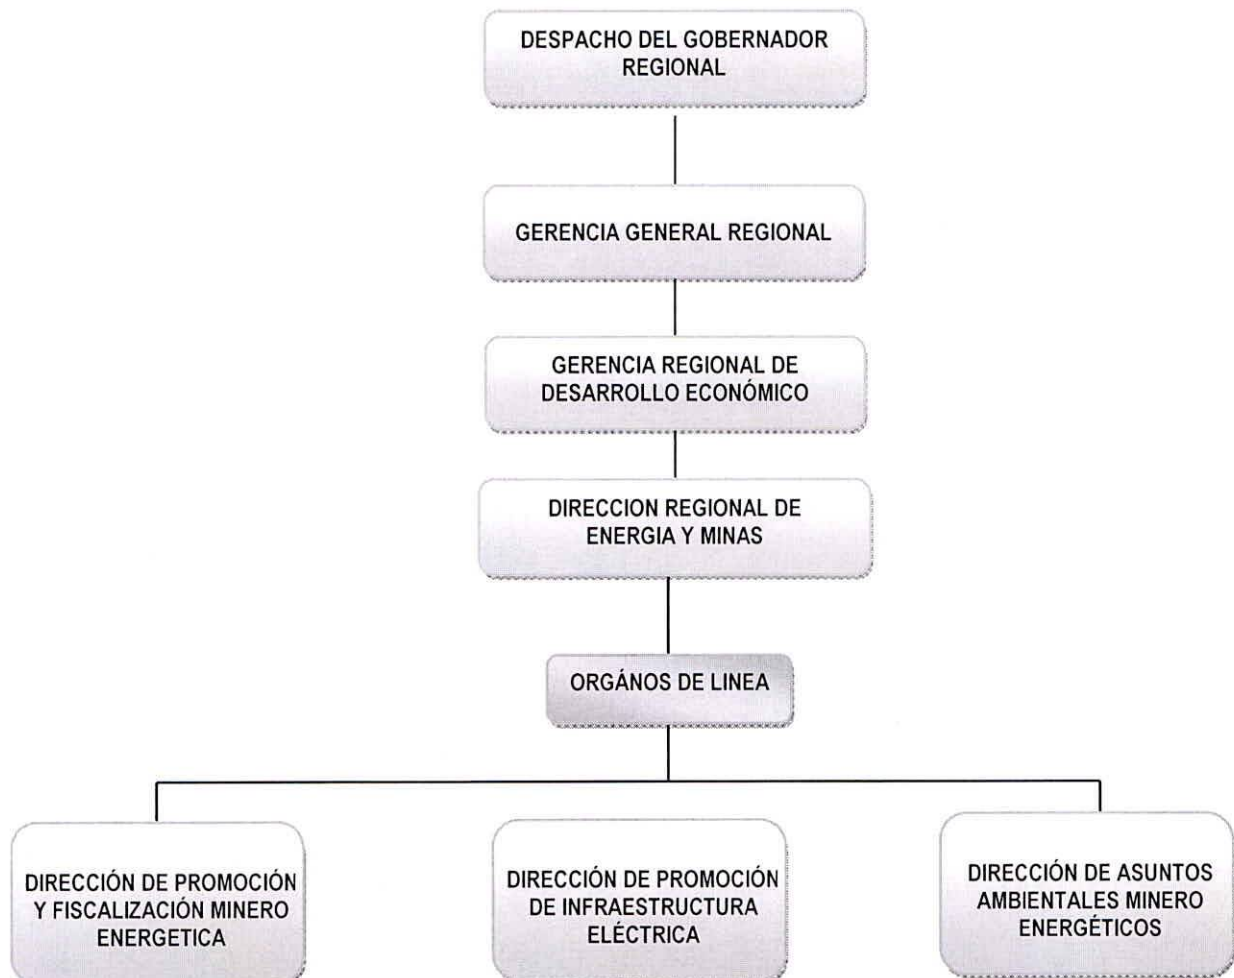 DESPACHO DEL GOBERNADOR
REGIONAL
GERENCIA GENERAL REGIONAL
GERENCIA REGIONAL DE
DESARROLLO ECONÓMICO
DIRECCION REGIONAL DE
ENERGIA Y MINAS
ORGÁNOS DE LINEA
DIRECCIÓN DE PROMOCIÓN
Y FISCALIZACIÓN MINERO
ENERGETICA
DIRECCIÓN DE PROMOCIÓN
DE INFRAESTRUCTURA
ELÉCTRICA
DIRECCIÓN DE ASUNTOS
AMBIENTALES MINERO
ENERGÉTICOS